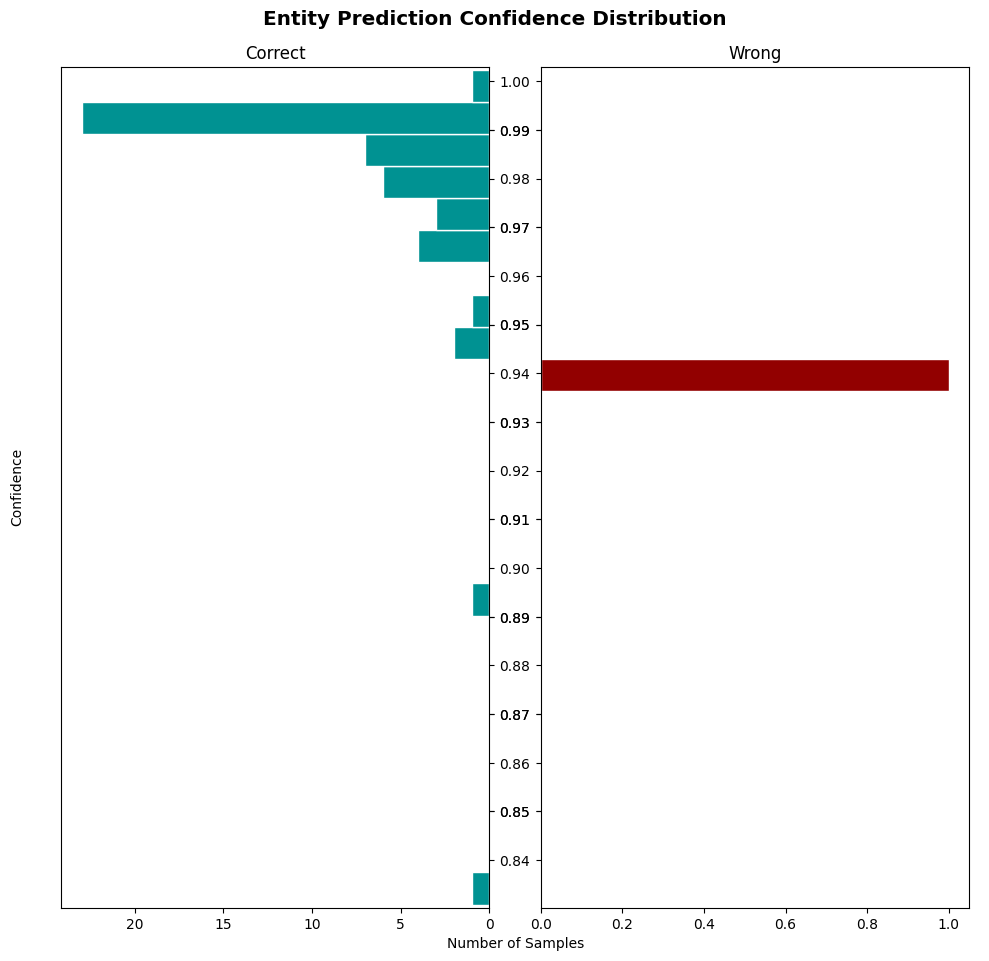 Entity Prediction Confidence Distribution
Correct
Wrong
1.00
0.99
0.98
0.97
0.96
0.95
0.94
0.93
0.92
0.91
0.90
0.89
0.88
0.87
0.86
0.85
0.84
Confidence
20 15 10 5 0
0.0 0.2 0.4 0.6 0.8 1.0
Number of Samples